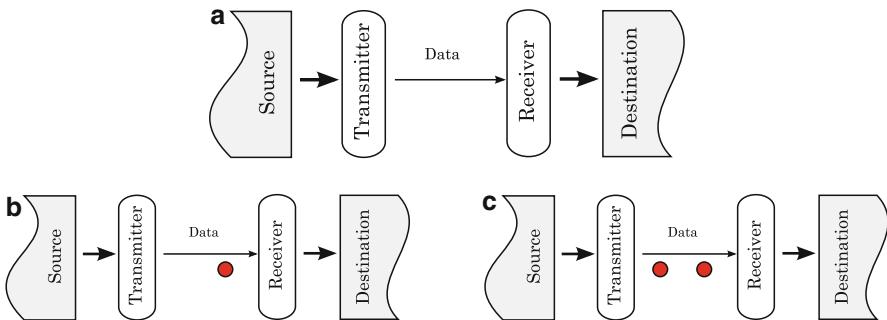 a
Source
Transmitter
Data
Receiver
Destination
b
Source
Transmitter
Data
Receiver
Destination
c
Source
Transmitter
Data
Receiver
Destination